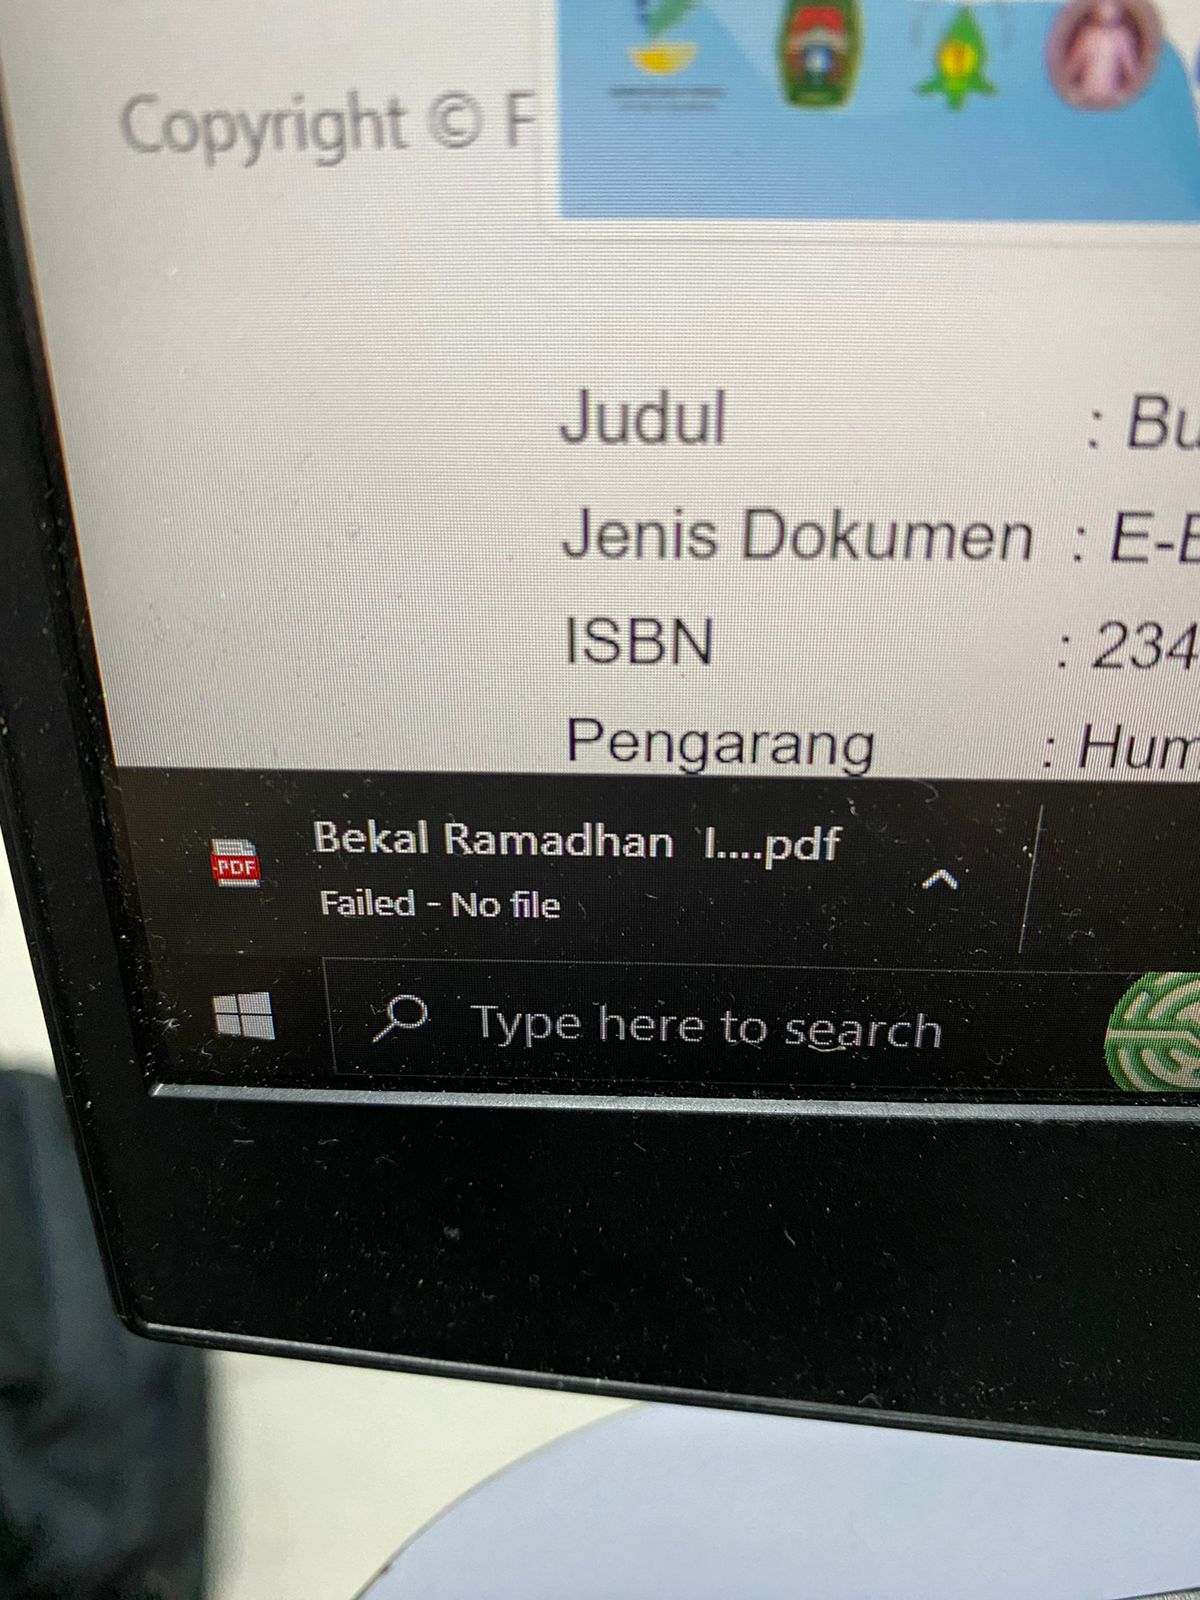 Copyright © F
Judul : Bu
Jenis Dokumen : E-B
ISBN : 234
Pengarang : Hum
Bekal Ramadhan I....pdf
PDF
Failed - No file
Type here to search